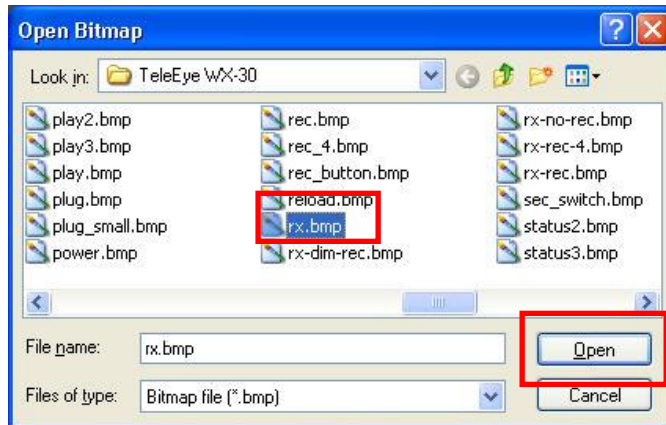 Open Bitmap
Look in: TeleEye WX-30
play2.bmp
play3.bmp
play.bmp
plug.bmp
plug_small.bmp
power.bmp
rec.bmp
rec_4.bmp
rec_button.bmp
reload.bmp
rx.bmp
rx-dim-rec.bmp
rx-no-rec.bmp
rx-rec-4.bmp
rx-rec.bmp
sec_switch.bmp
status2.bmp
status3.bmp
File name: rx.bmp Open
Files of type: Bitmap file (*.bmp) Cancel